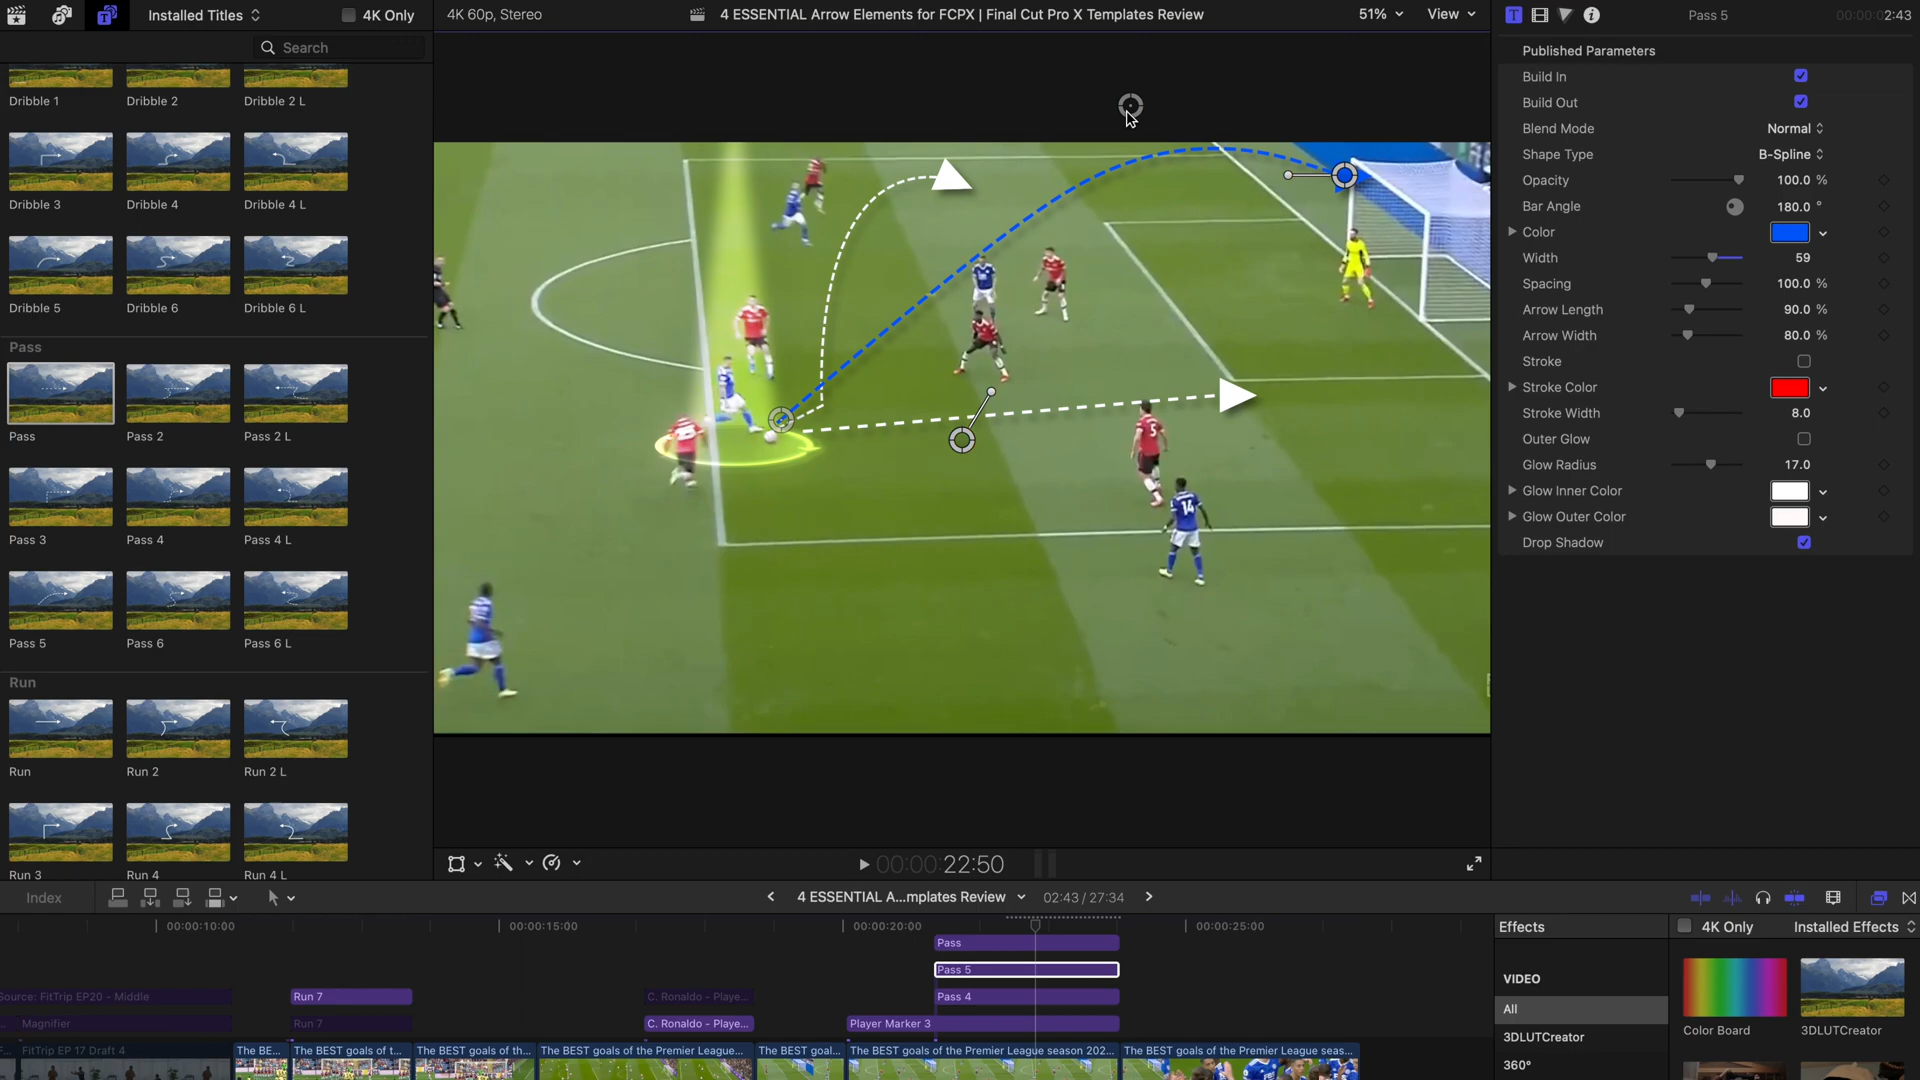 Installed Titles
4K Only
4K 60p, Stereo
4 ESSENTIAL Arrow Elements for FCPX | Final Cut Pro X Templates Review
51%
View
Pass 5
00:00:02:43
Search
Dribble 1
Dribble 2
Dribble 2 L
Dribble 3
Dribble 4
Dribble 4 L
Dribble 5
Dribble 6
Dribble 6 L
Pass
Pass
Pass 2
Pass 2 L
Pass 3
Pass 4
Pass 4 L
Pass 5
Pass 6
Pass 6 L
Run
Run
Run 2
Run 2 L
Run 3
Run 4
Run 4 L
5
14
Published Parameters
Build In
Build Out
Blend Mode
Normal
Shape Type
B-Spline
Opacity
100.0 %
Bar Angle
180.0 °
Color
Width
59
Spacing
100.0 %
Arrow Length
90.0 %
Arrow Width
80.0 %
Stroke
Stroke Color
Stroke Width
8.0
Outer Glow
Glow Radius
17.0
Glow Inner Color
Glow Outer Color
Drop Shadow
00:00:00:22:50
Index
4 ESSENTIAL A...mplates Review
02:43 / 27:34
00:00:10:00
00:00:15:00
00:00:20:00
00:00:25:00
Pass
Pass 5
Source: FitTrip EP20 - Middle
Run 7
C. Ronaldo - Playe...
Pass 4
Magnifier
Run 7
C. Ronaldo - Playe...
Player Marker 3
F...
FitTrip EP 17 Draft 4
The BE...
The BEST goals of t...
The BEST goals of th...
The BEST goals of the Premier League...
The BEST goal...
The BEST goals of the Premier League season 202...
The BEST goals of the Premier League seas...
Effects
4K Only
Installed Effects
VIDEO
All
3DLUTCreator
360°
Color Board
3DLUTCreator